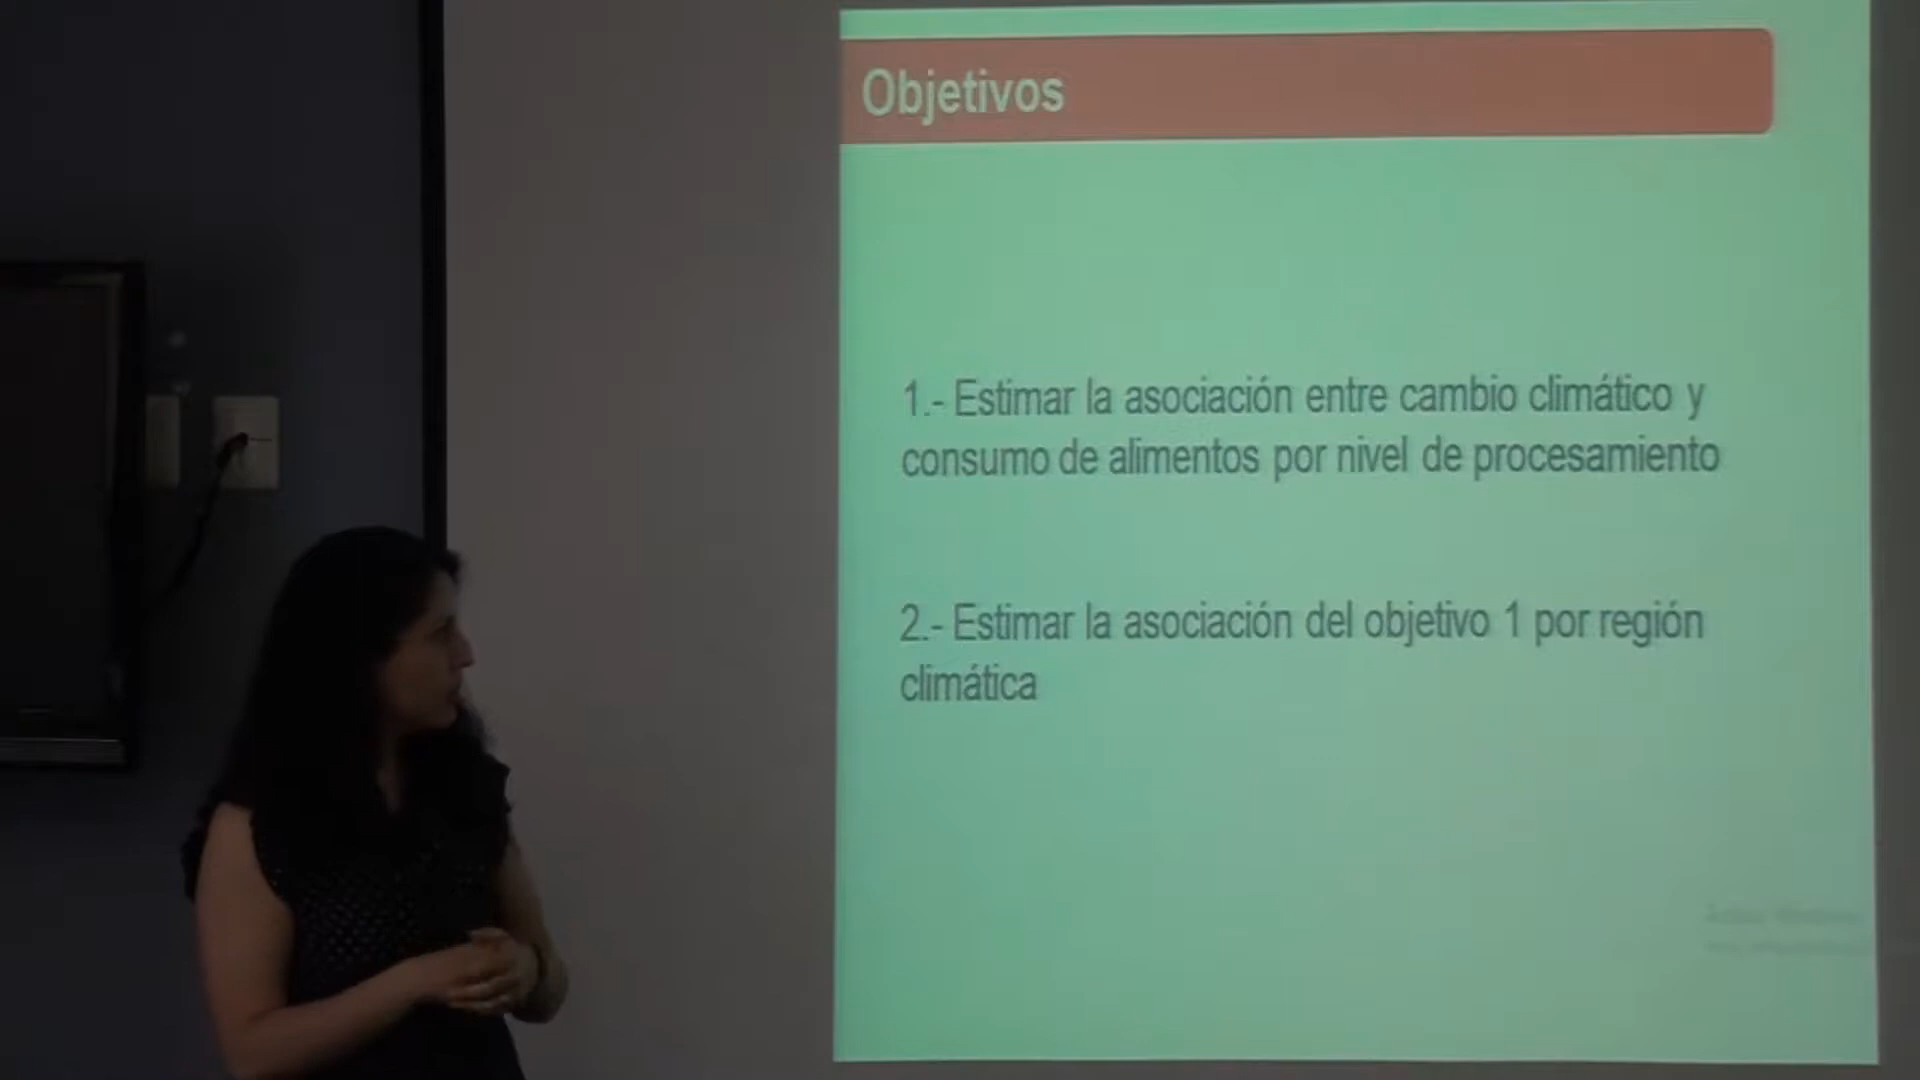 Objetivos
1.- Estimar la asociación entre cambio climático y
consumo de alimentos por nivel de procesamiento
2.- Estimar la asociación del objetivo 1 por región
climática